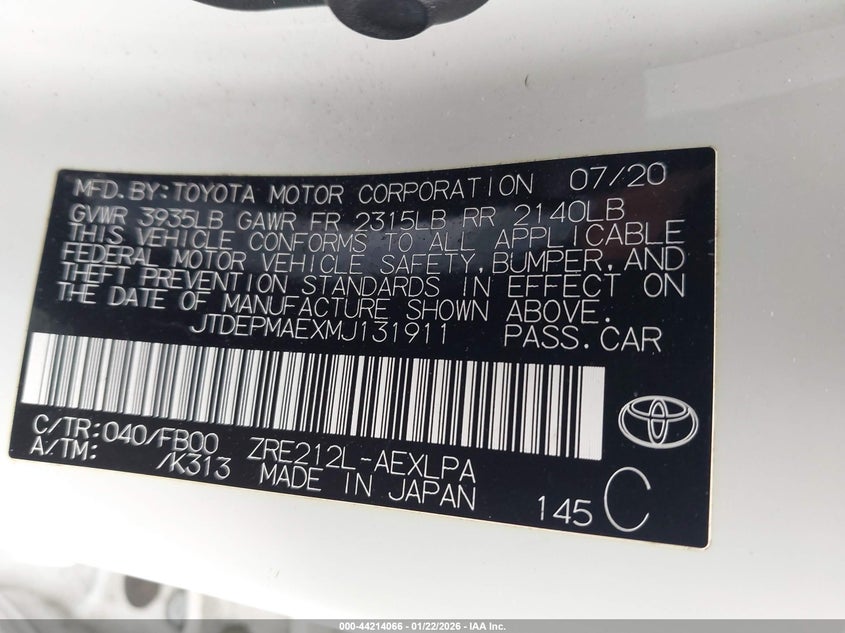 MFD.BY:TOYOTA MOTOR CORPORATION 07/20
GVWR 3935LB GAWR FR 2315LB RR 2140LB
THIS VEHICLE CONFORMS TO ALL APPLICABLE
FEDERAL MOTOR VEHICLE SAFETY, BUMPER, AND
THEFT PREVENTION STANDARDS IN EFFECT ON
THE DATE OF MANUFACTURE SHOWN ABOVE.
JTDEPMAEXMJ131911 PASS.CAR
C/TR:040/FB00 ZRE212L-AEXLPA
A/TM: /K313 MADE IN JAPAN
145 C
000-44214066 - 01/22/2026 - IAA Inc.